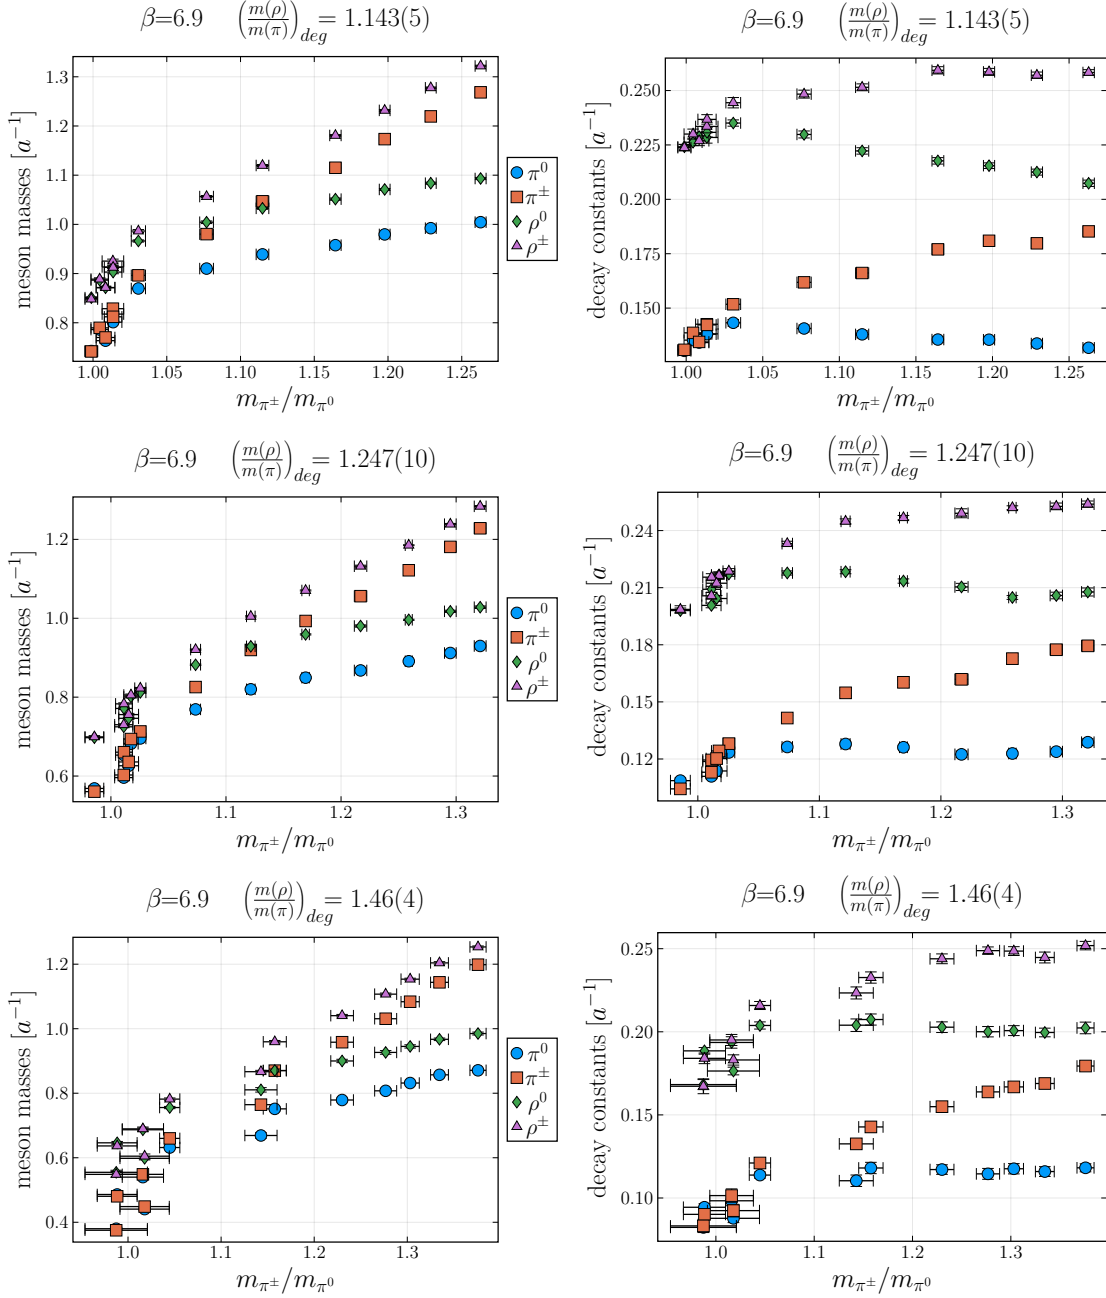 β=6.9 (m(ρ)/m(π))_deg = 1.143(5)
meson masses [a⁻¹]
1.3
1.2
1.1
1.0
0.9
0.8
1.00 1.05 1.10 1.15 1.20 1.25
m_π±/m_π⁰
π⁰
π±
ρ⁰
ρ±
β=6.9 (m(ρ)/m(π))_deg = 1.143(5)
decay constants [a⁻¹]
0.250
0.225
0.200
0.175
0.150
1.00 1.05 1.10 1.15 1.20 1.25
m_π±/m_π⁰
β=6.9 (m(ρ)/m(π))_deg = 1.247(10)
meson masses [a⁻¹]
1.2
1.0
0.8
0.6
1.0 1.1 1.2 1.3
m_π±/m_π⁰
π⁰
π±
ρ⁰
ρ±
β=6.9 (m(ρ)/m(π))_deg = 1.247(10)
decay constants [a⁻¹]
0.24
0.21
0.18
0.15
0.12
1.0 1.1 1.2 1.3
m_π±/m_π⁰
β=6.9 (m(ρ)/m(π))_deg = 1.46(4)
meson masses [a⁻¹]
1.2
1.0
0.8
0.6
0.4
1.0 1.1 1.2 1.3
m_π±/m_π⁰
π⁰
π±
ρ⁰
ρ±
β=6.9 (m(ρ)/m(π))_deg = 1.46(4)
decay constants [a⁻¹]
0.25
0.20
0.15
0.10
1.0 1.1 1.2 1.3
m_π±/m_π⁰